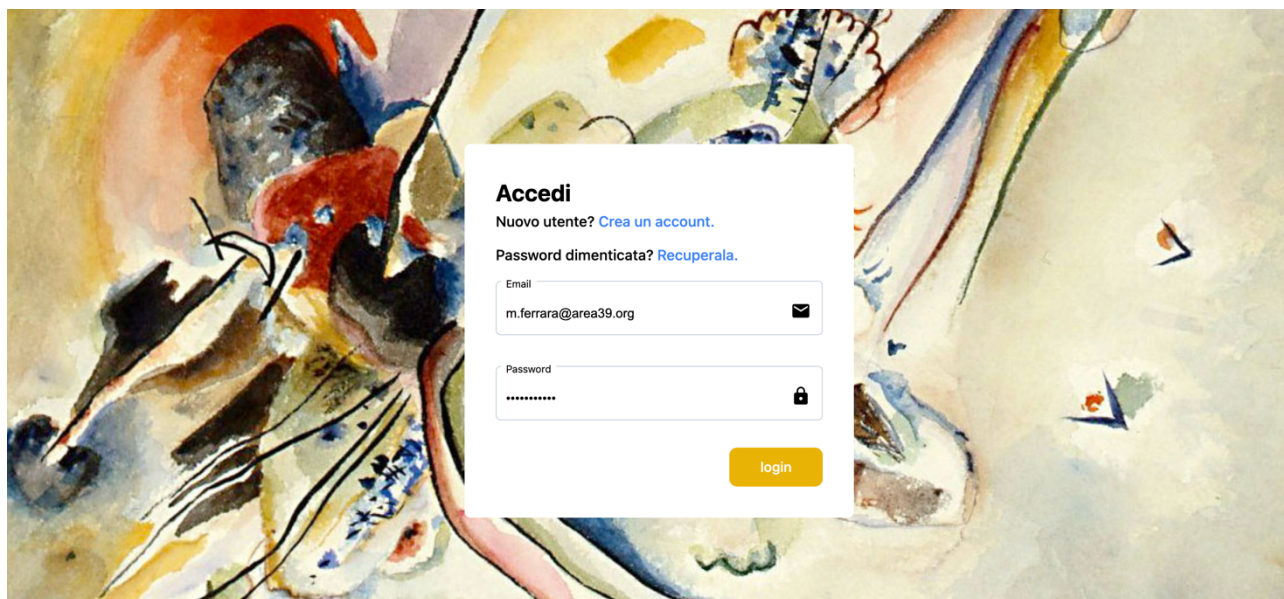 Accedi
Nuovo utente? Crea un account.
Password dimenticata? Recuperala.
Email
m.ferrara@area39.org
Password
•••••••••••
login